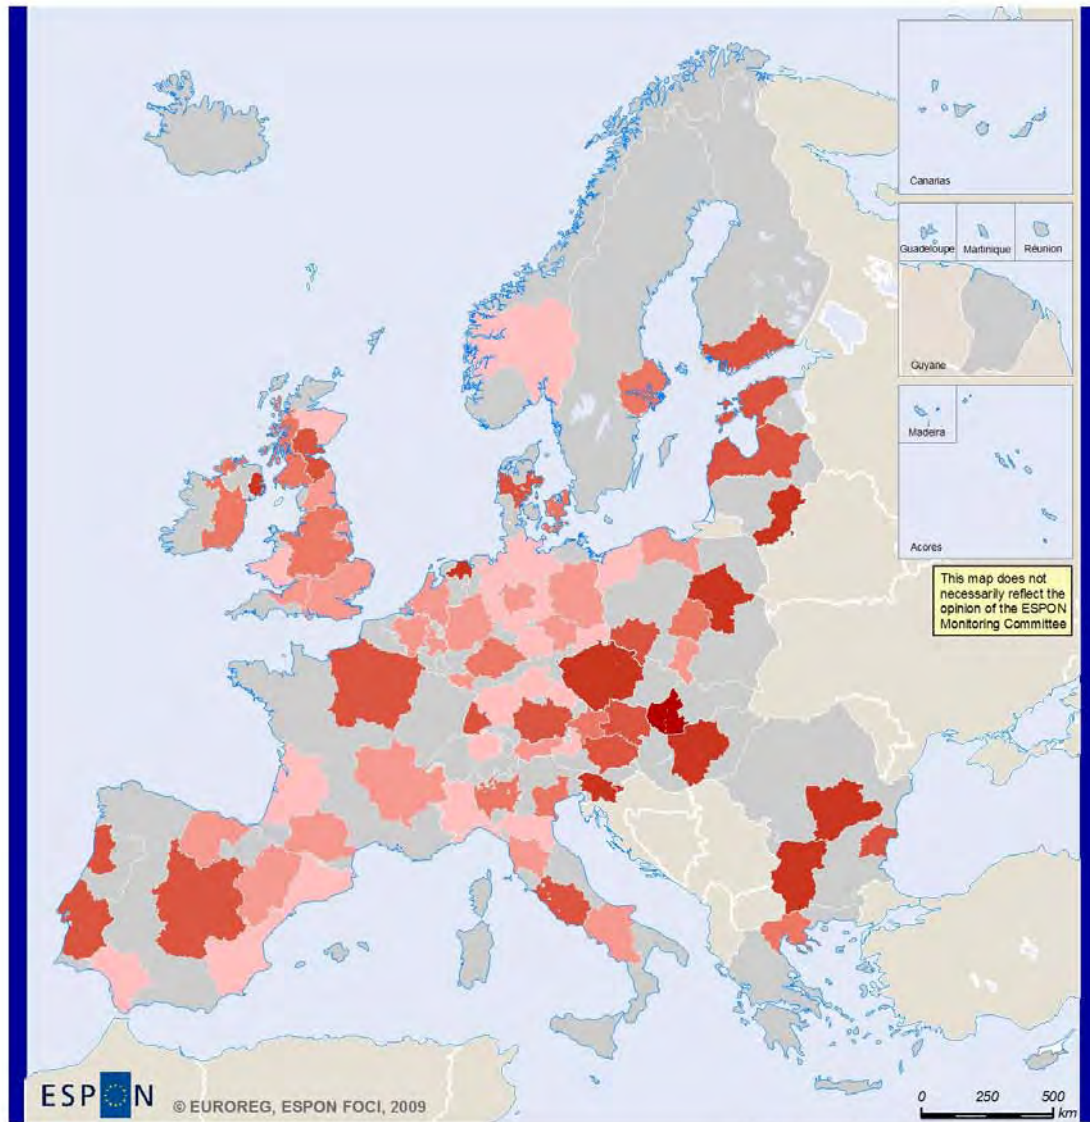 Canarias
Guadeloupe Martinique Réunion
Guyane
Madeira
Acores
This map does not
necessarily reflect the
opinion of the ESPON
Monitoring Committee
ESPON © EUROREG, ESPON FOCI, 2009
0 250 500
km